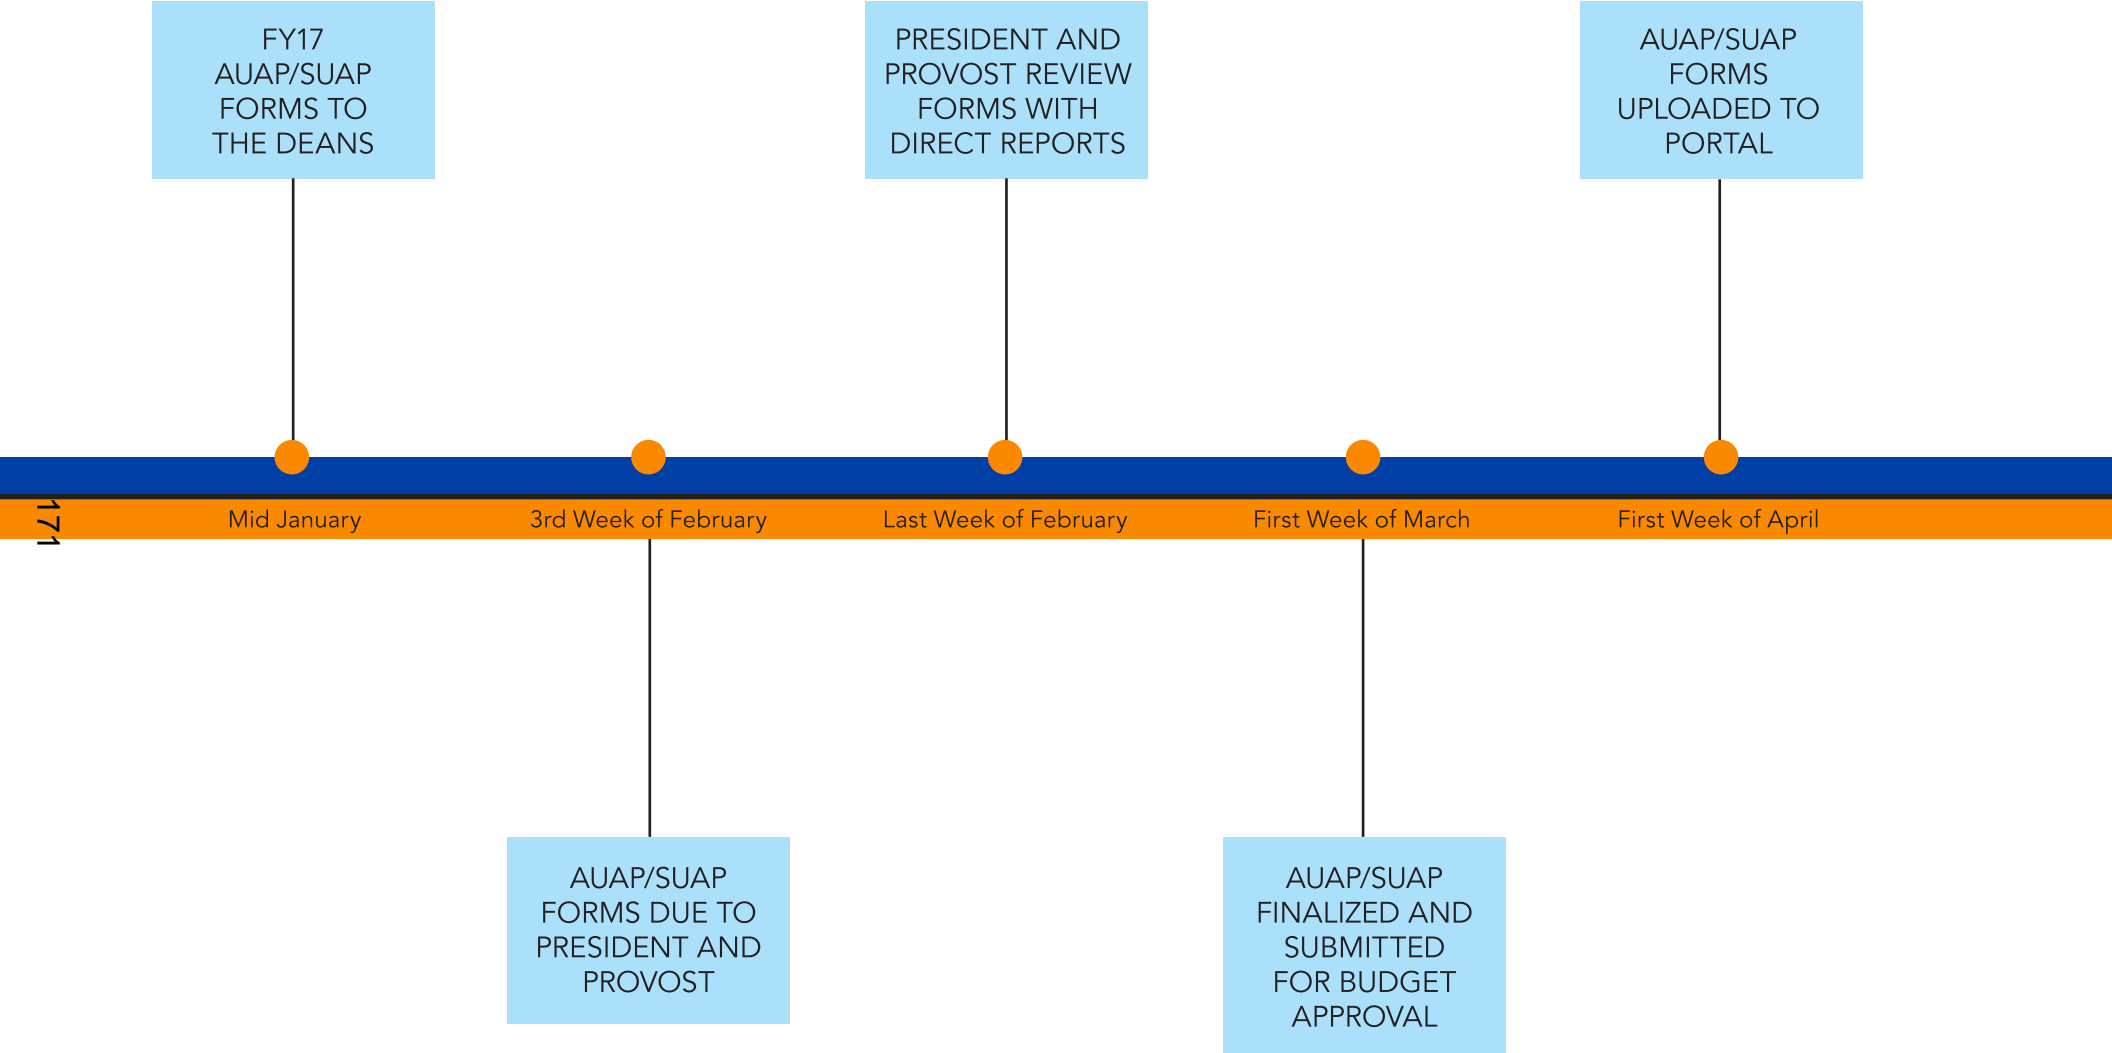 FY17
AUAP/SUAP
FORMS TO
THE DEANS
PRESIDENT AND
PROVOST REVIEW
FORMS WITH
DIRECT REPORTS
AUAP/SUAP
FORMS
UPLOADED TO
PORTAL
171
Mid January
3rd Week of February
Last Week of February
First Week of March
First Week of April
AUAP/SUAP
FORMS DUE TO
PRESIDENT AND
PROVOST
AUAP/SUAP
FINALIZED AND
SUBMITTED
FOR BUDGET
APPROVAL